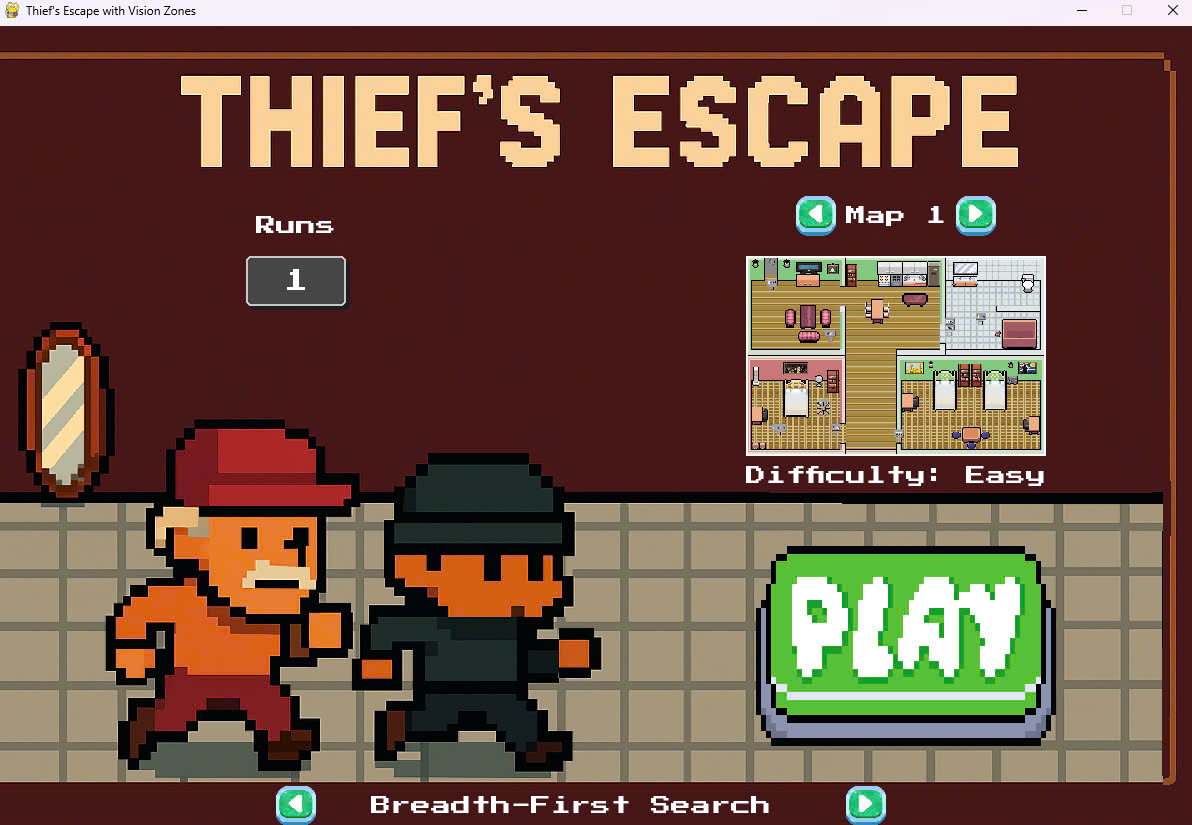 Thief's Escape with Vision Zones
THIEF'S ESCAPE
Runs
1
Map 1
Difficulty: Easy
PLAY
Breadth-First Search